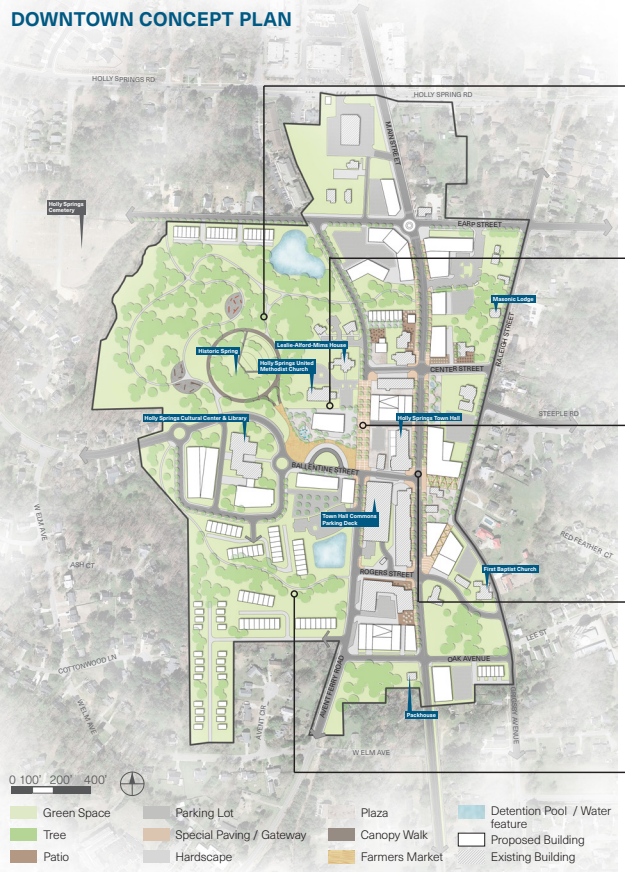 DOWNTOWN CONCEPT PLAN
HOLLY SPRINGS RD
HOLLY SPRING RD
MAIN STREET
Holly Springs
Cemetery
EARP STREET
Masonic Lodge
RALEIGH STREET
Leslie-Alford-Mims House
Historic Spring
Holly Springs United
Methodist Church
CENTER STREET
Holly Springs Cultural Center & Library
Holly Springs Town Hall
STEEPLE RD
BALLENTINE STREET
W ELM AVE
Town Hall Commons
Parking Deck
RED FEATHER CT
ASH CT
ROGERS STREET
First Baptist Church
LEE ST
COTTONWOOD LN
OAK AVENUE
AVENT FERRY ROAD
W ELM AVE
AVENT CIR
GRIGSBY AVENUE
Packhouse
W ELM AVE
0 100' 200' 400'
Green Space
Parking Lot
Plaza
Detention Pool / Water
feature
Tree
Special Paving / Gateway
Canopy Walk
Proposed Building
Patio
Hardscape
Farmers Market
Existing Building